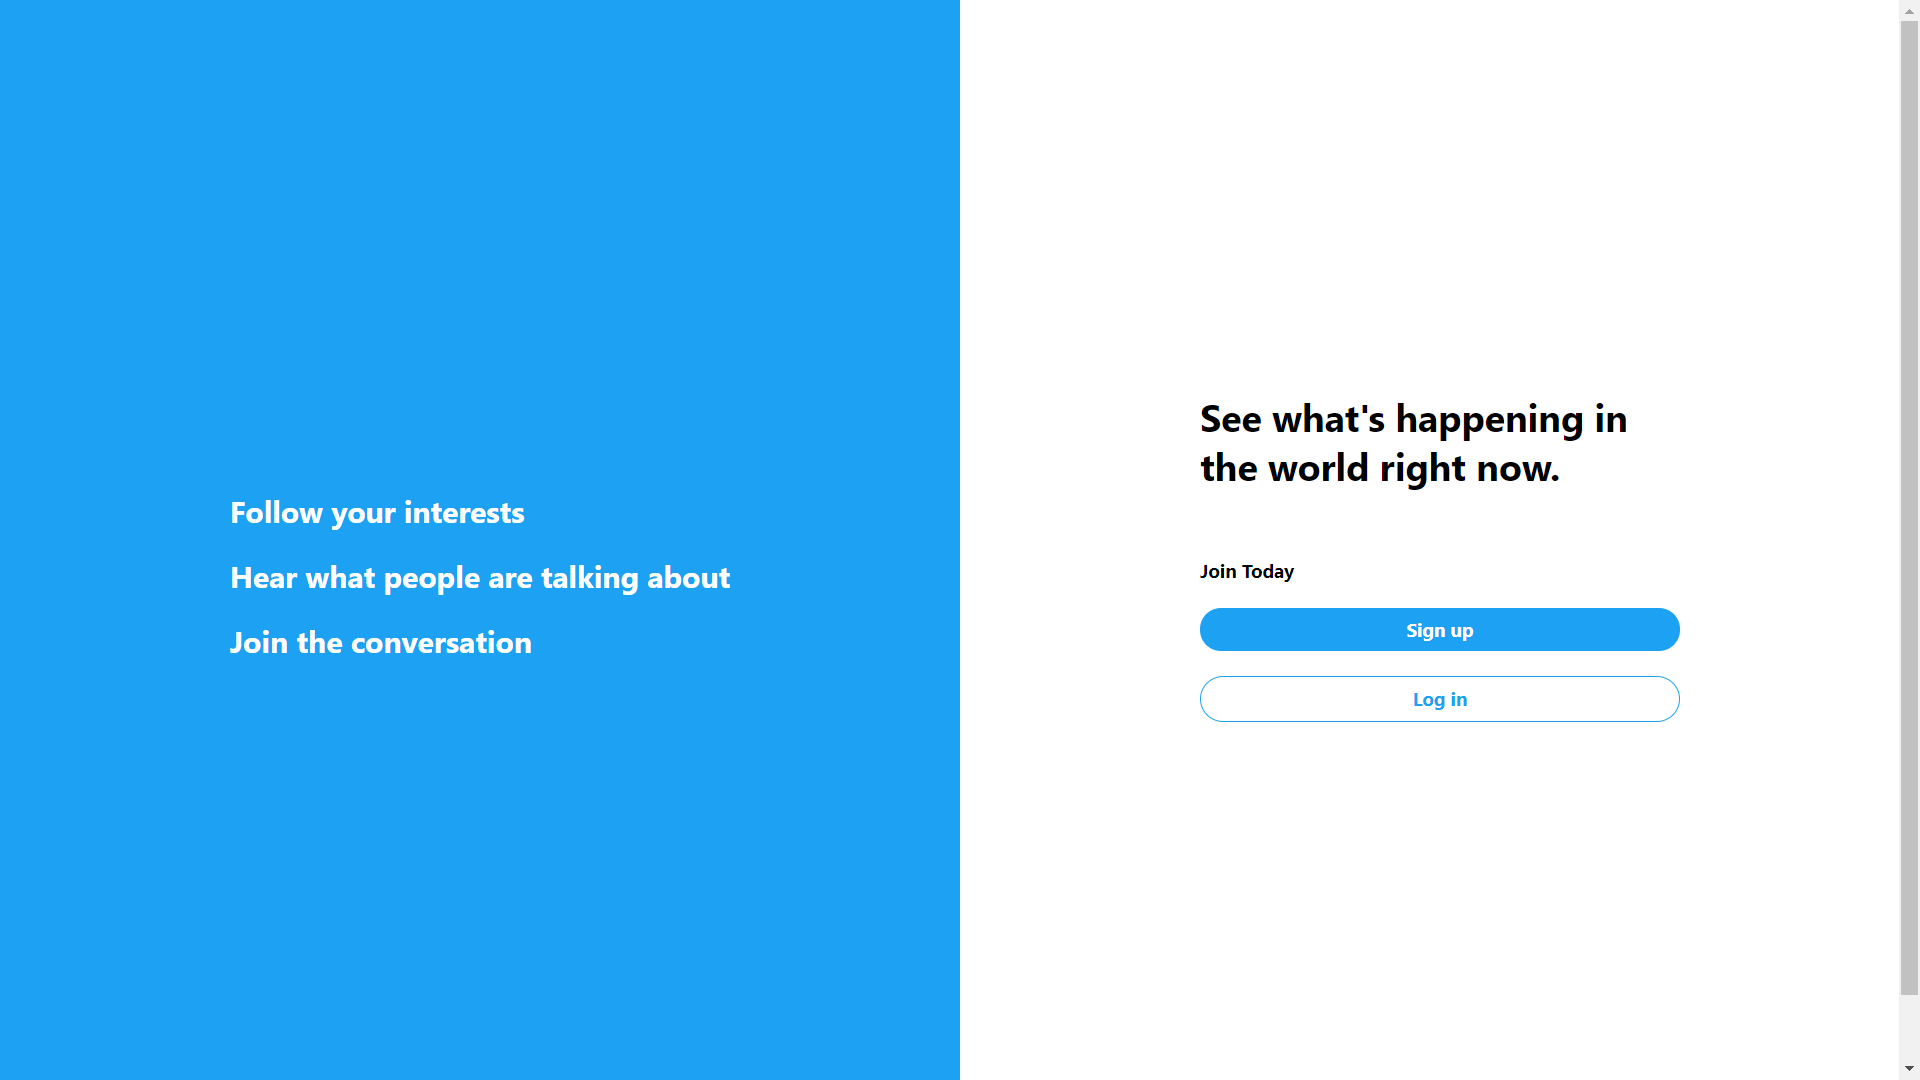 Follow your interests
Hear what people are talking about
Join the conversation
See what's happening in
the world right now.
Join Today
Sign up
Log in